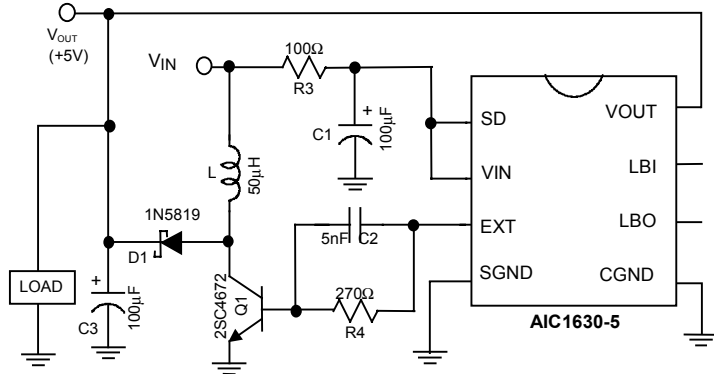 VOUT
(+5V)
VIN
100Ω
R3
C1
+
100μF
L
50μH
1N5819
D1
LOAD
+
C3
100μF
2SC4672
Q1
5nF
C2
270Ω
R4
SD
VIN
EXT
SGND
VOUT
LBI
LBO
CGND
AIC1630-5